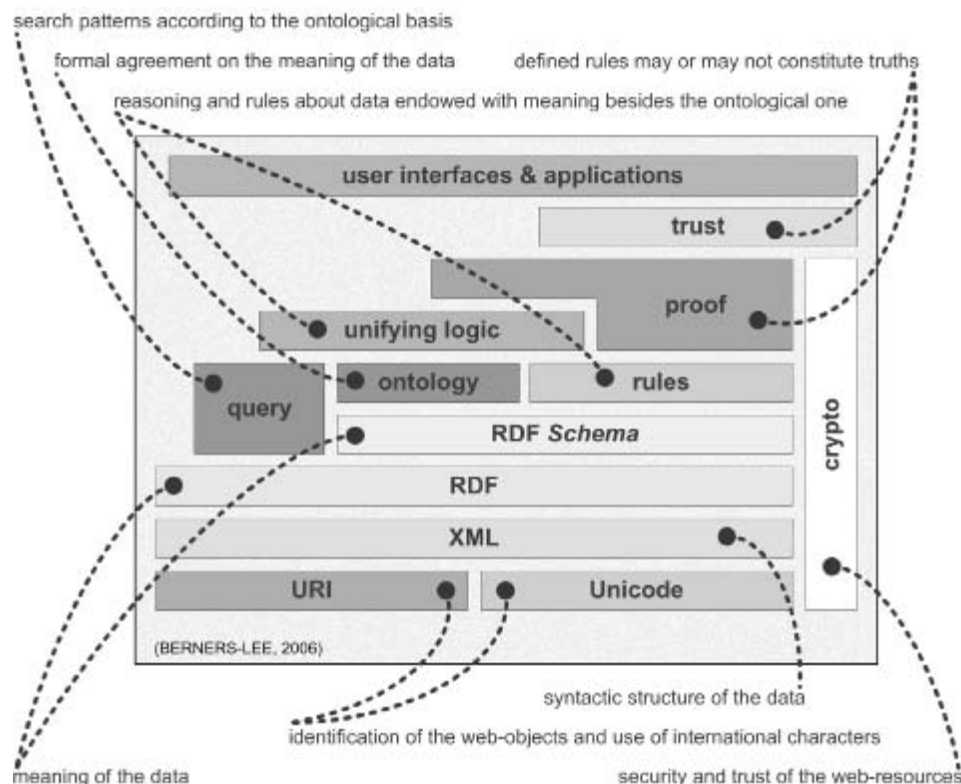 search patterns according to the ontological basis
formal agreement on the meaning of the data
defined rules may or may not constitute truths
reasoning and rules about data endowed with meaning besides the ontological one
user interfaces & applications
trust
proof
unifying logic
ontology
rules
query
RDF Schema
crypto
RDF
XML
URI
Unicode
(BERNERS-LEE, 2006)
syntactic structure of the data
identification of the web-objects and use of international characters
meaning of the data
security and trust of the web-resources